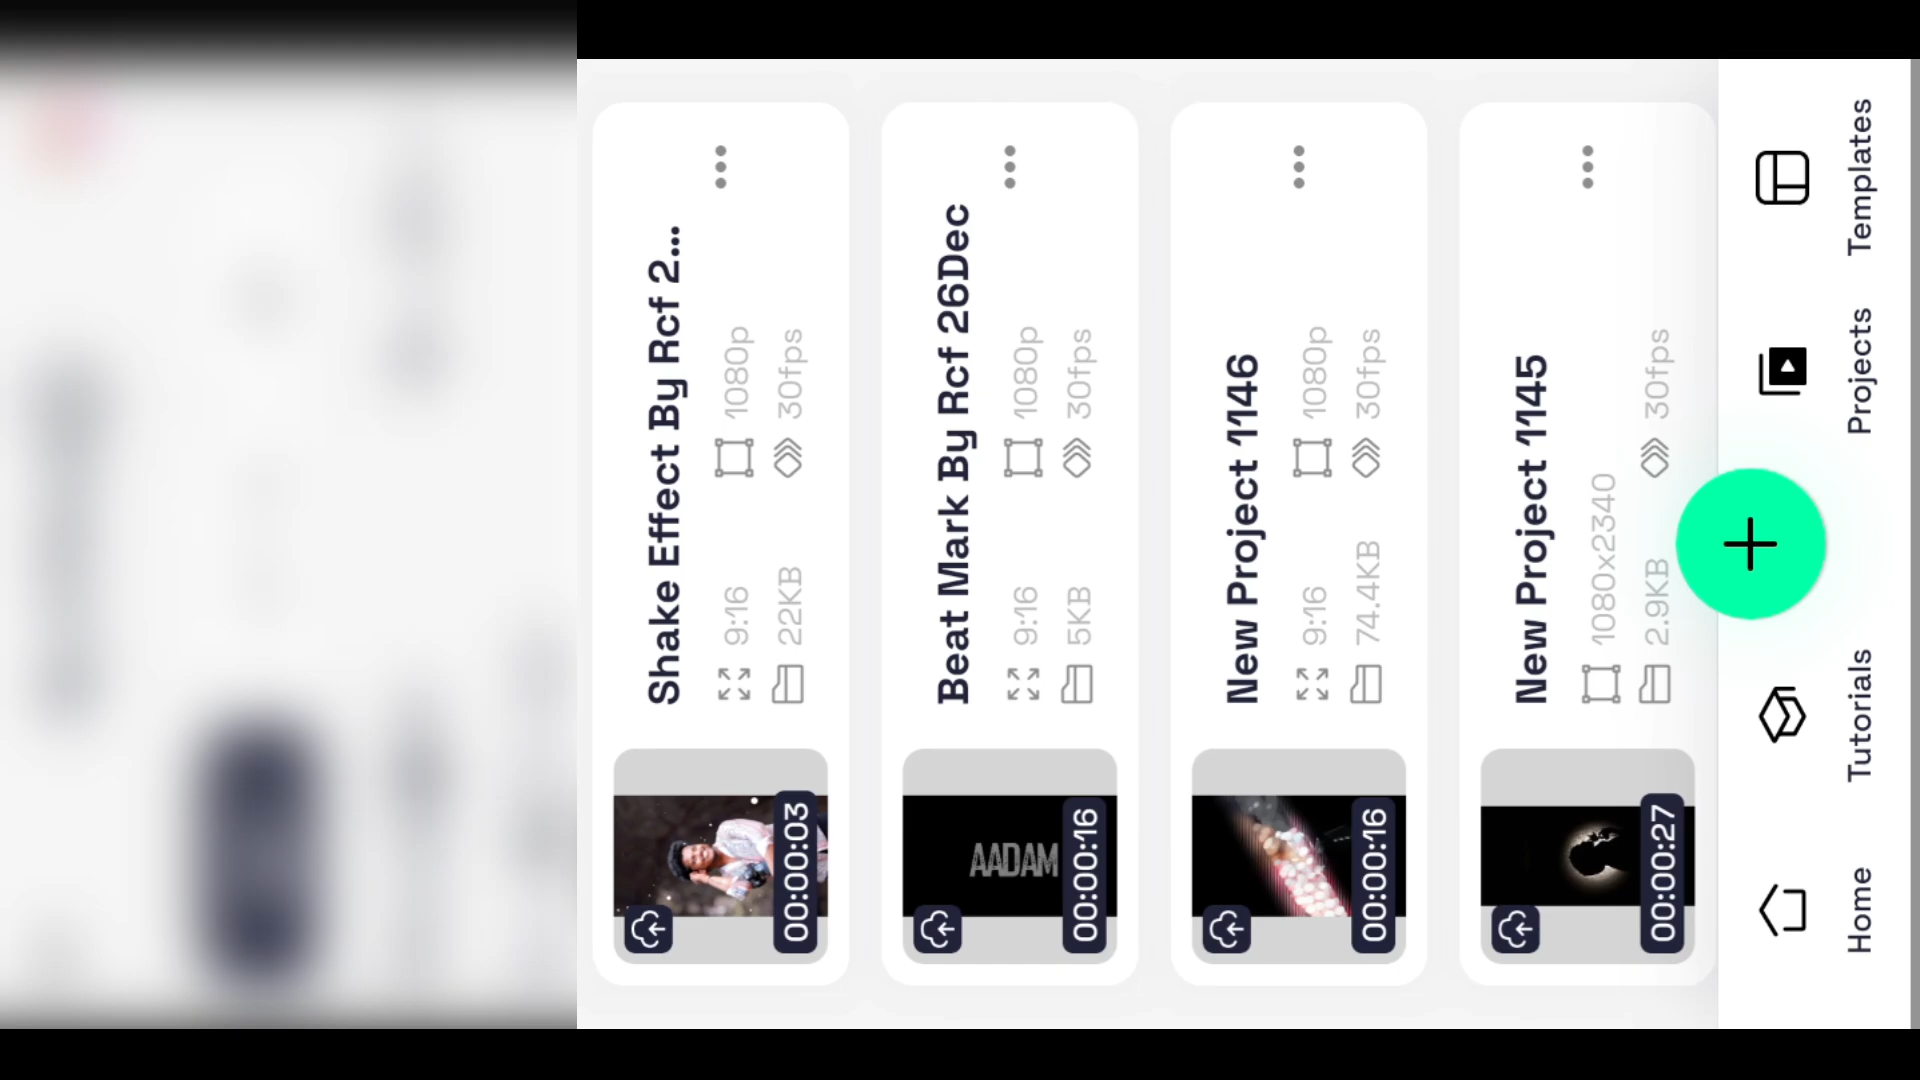 Shake Effect By Rcf 2...
9:16
1080p
22KB
30fps
00:00:03
Beat Mark By Rcf 26Dec
9:16
1080p
5KB
30fps
AADAM
00:00:16
New Project 1146
9:16
1080p
74.4KB
30fps
00:00:16
New Project 1145
1080x2340
2.9KB
30fps
00:00:27
Home
Tutorials
Projects
Templates